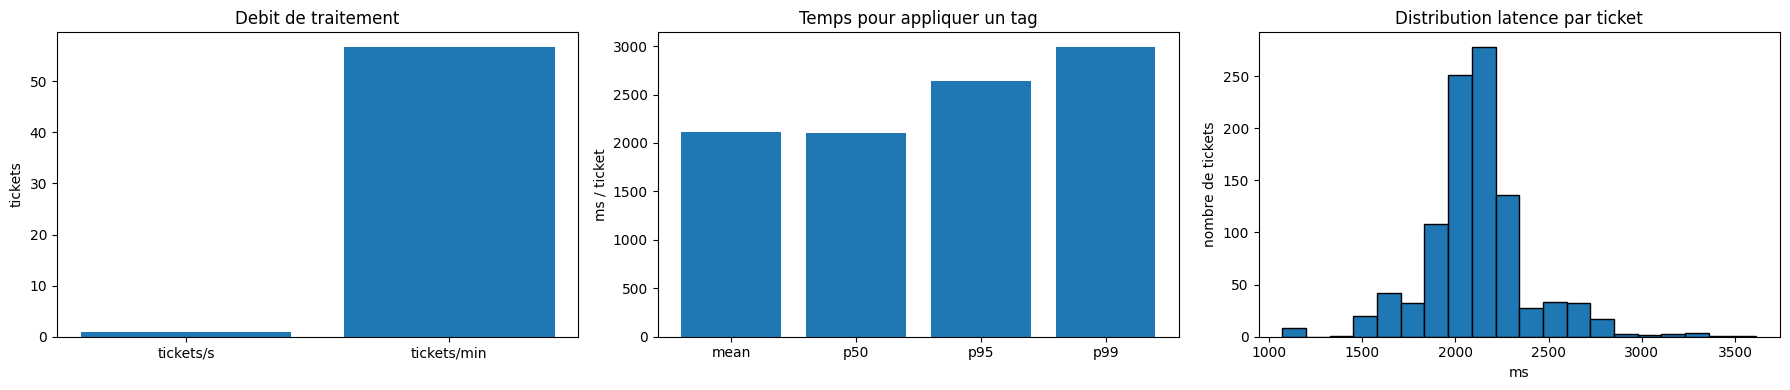 Debit de traitement
tickets
50
40
30
20
10
0
tickets/s tickets/min
Temps pour appliquer un tag
ms / ticket
3000
2500
2000
1500
1000
500
0
mean p50 p95 p99
Distribution latence par ticket
nombre de tickets
250
200
150
100
50
0
1000 1500 2000 2500 3000 3500
ms